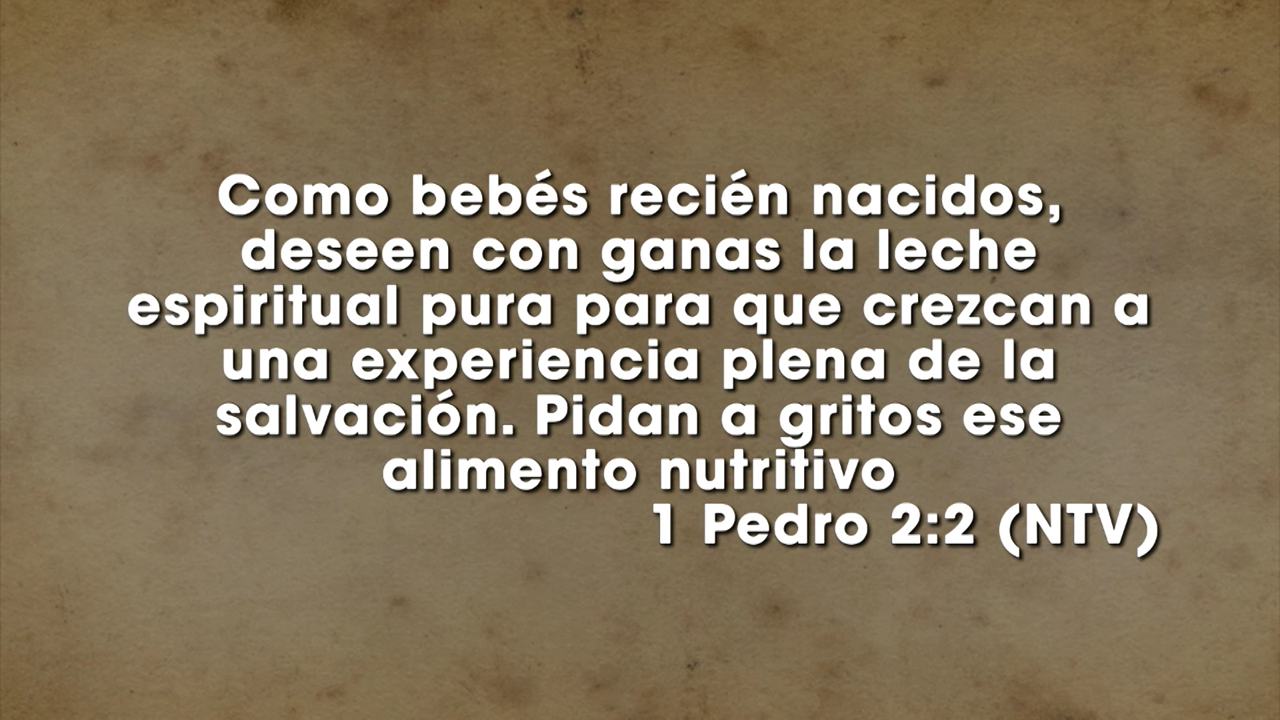 Como bebés recién nacidos,
deseen con ganas la leche
espiritual pura para que crezcan a
una experiencia plena de la
salvación. Pidan a gritos ese
alimento nutritivo
1 Pedro 2:2 (NTV)